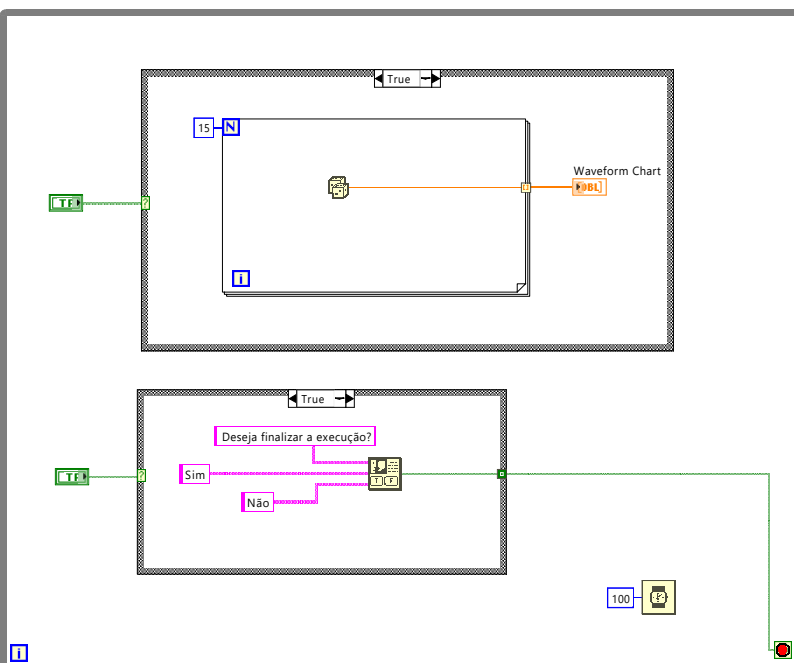 True
15
N
Waveform Chart
DBL
TF
?
i
True
Deseja finalizar a execução?
Sim
T F
Não
TF
?
100
i